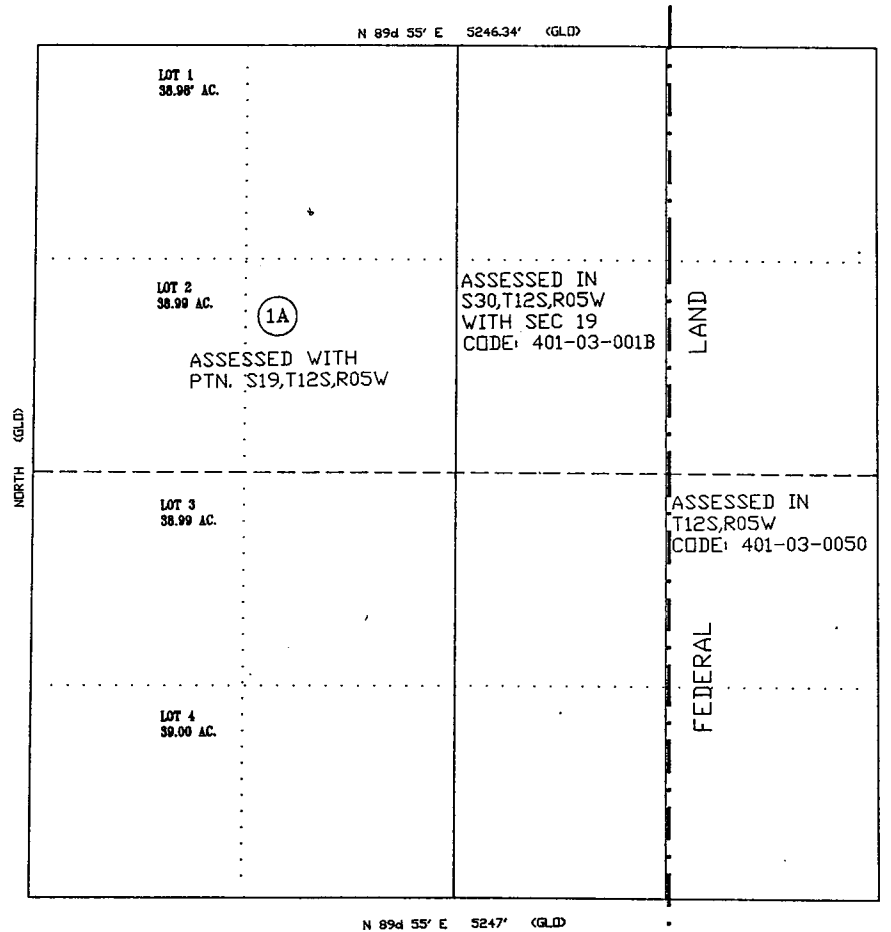 N 89d 55' E 5246.34' (GLO)
LOT 1
38.98' AC.
LOT 2
38.99 AC.
1A
ASSESSED WITH
PTN. S19,T12S,R05W
ASSESSED IN
S30,T12S,R05W
WITH SEC 19
CODE: 401-03-001B
LAND
NORTH (GLO)
LOT 3
38.99 AC.
ASSESSED IN
T12S,R05W
CODE: 401-03-0050
FEDERAL
LOT 4
39.00 AC.
N 89d 55' E 5247' (GLO)